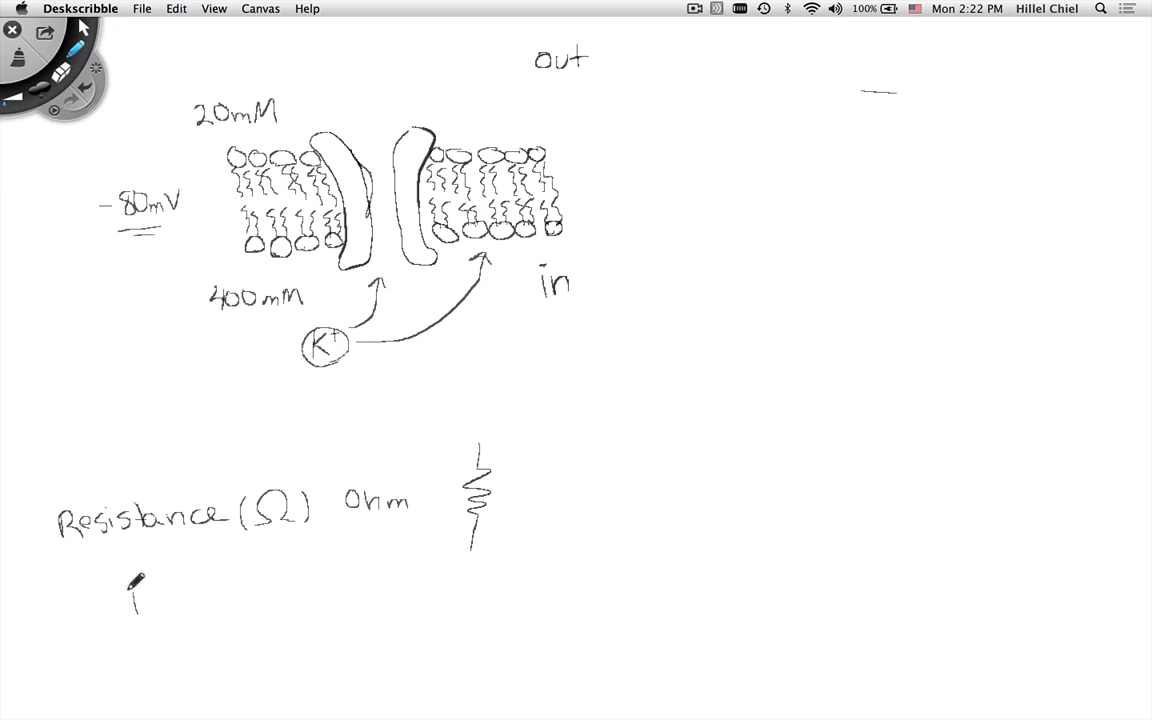 Deskscribble File Edit View Canvas Help 100% Mon 2:22 PM Hillel Chiel
out
20mM
-80mV
in
400mM
K+
Resistance (Ω) Ohm